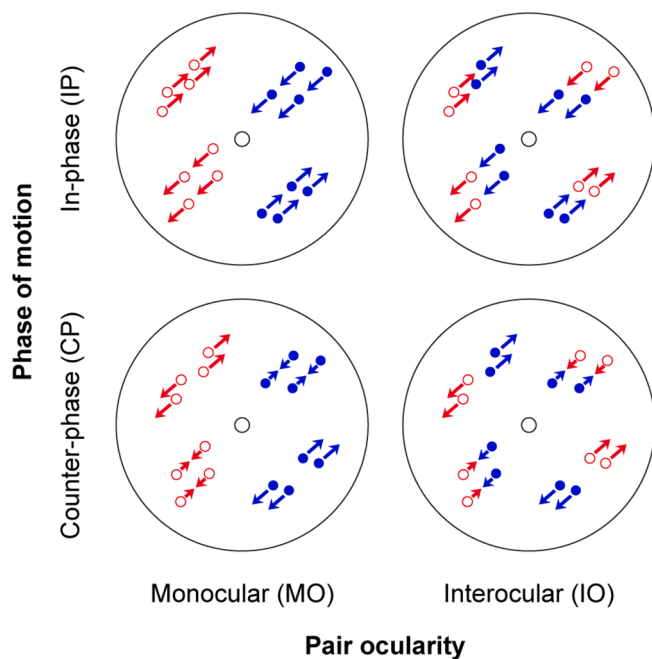 In-phase (IP)
Counter-phase (CP)
Phase of motion
Monocular (MO)
Interocular (IO)
Pair ocularity